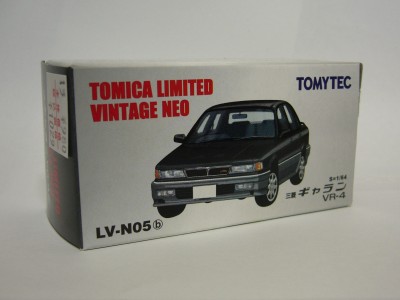 TOMICA LIMITED
VINTAGE NEO
TOMYTEC
S=1/64
三菱 ギャラン
VR-4
LV-N05ⓑ